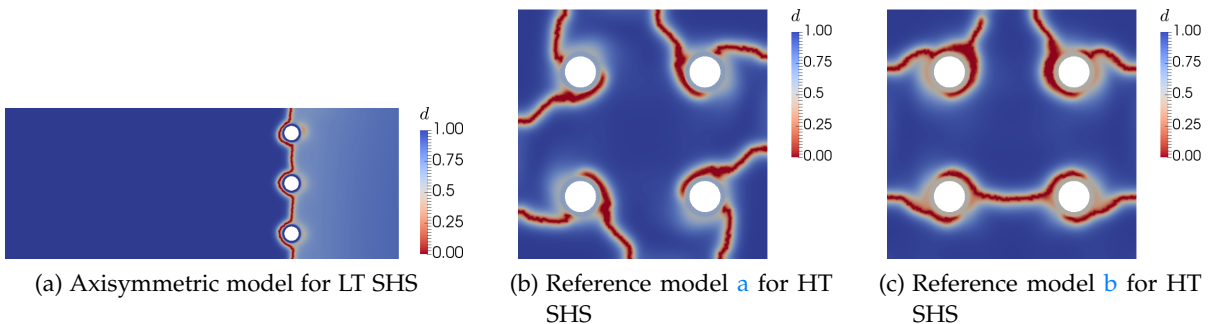 d
1.00
0.75
0.50
0.25
0.00
(a) Axisymmetric model for LT SHS
d
1.00
0.75
0.5
0.25
0.00
(b) Reference model a for HT
SHS
d
1.00
0.75
0.5
0.25
0.00
(c) Reference model b for HT
SHS